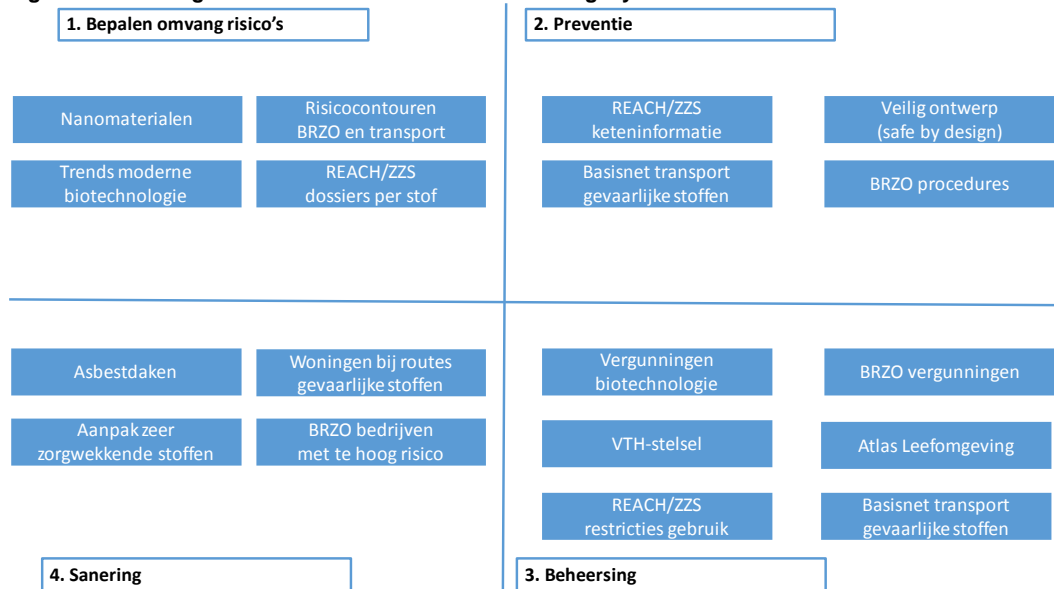 1. Bepalen omvang risico's
2. Preventie
Nanomaterialen
Risicocontouren
BRZO en transport
REACH/ZZS
keteninformatie
Veilig ontwerp
(safe by design)
Trends moderne
biotechnologie
REACH/ZZS
dossiers per stof
Basisnet transport
gevaarlijke stoffen
BRZO procedures
Asbestdaken
Woningen bij routes
gevaarlijke stoffen
Vergunningen
biotechnologie
BRZO vergunningen
Aanpak zeer
zorgwekkende stoffen
BRZO bedrijven
met te hoog risico
VTH-stelsel
Atlas Leefomgeving
REACH/ZZS
restricties gebruik
Basisnet transport
gevaarlijke stoffen
4. Sanering
3. Beheersing